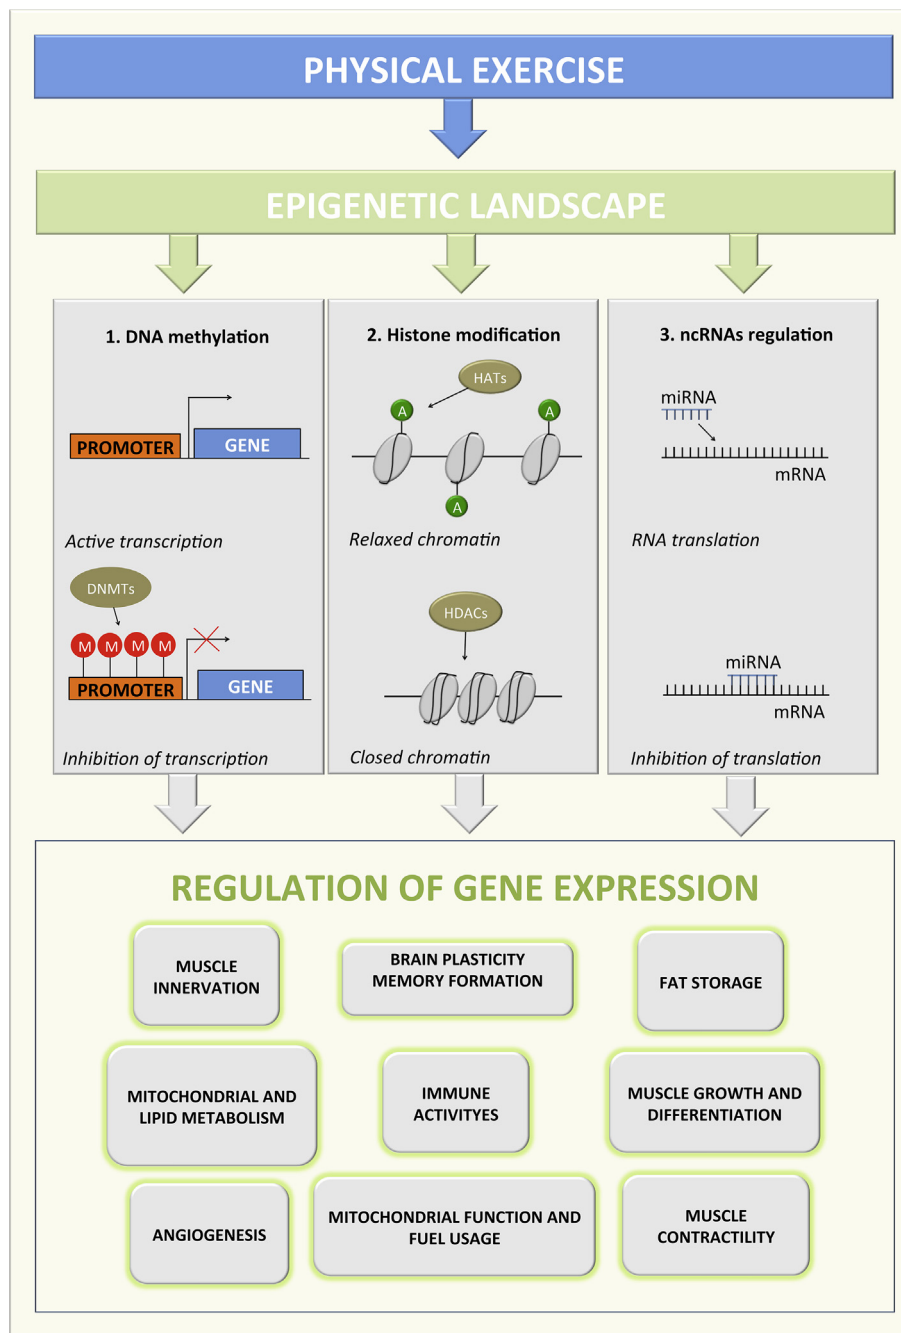 PHYSICAL EXERCISE
EPIGENETIC LANDSCAPE
1. DNA methylation
PROMOTER
GENE
Active transcription
DNMTs
M M M M
PROMOTER
GENE
Inhibition of transcription
2. Histone modification
HATs
A
A
A
Relaxed chromatin
HDACs
Closed chromatin
3. ncRNAs regulation
miRNA
mRNA
RNA translation
miRNA
mRNA
Inhibition of translation
REGULATION OF GENE EXPRESSION
MUSCLE
INNERVATION
BRAIN PLASTICITY
MEMORY FORMATION
FAT STORAGE
MITOCHONDRIAL AND
LIPID METABOLISM
IMMUNE
ACTIVITYES
MUSCLE GROWTH AND
DIFFERENTIATION
ANGIOGENESIS
MITOCHONDRIAL FUNCTION AND
FUEL USAGE
MUSCLE
CONTRACTILITY